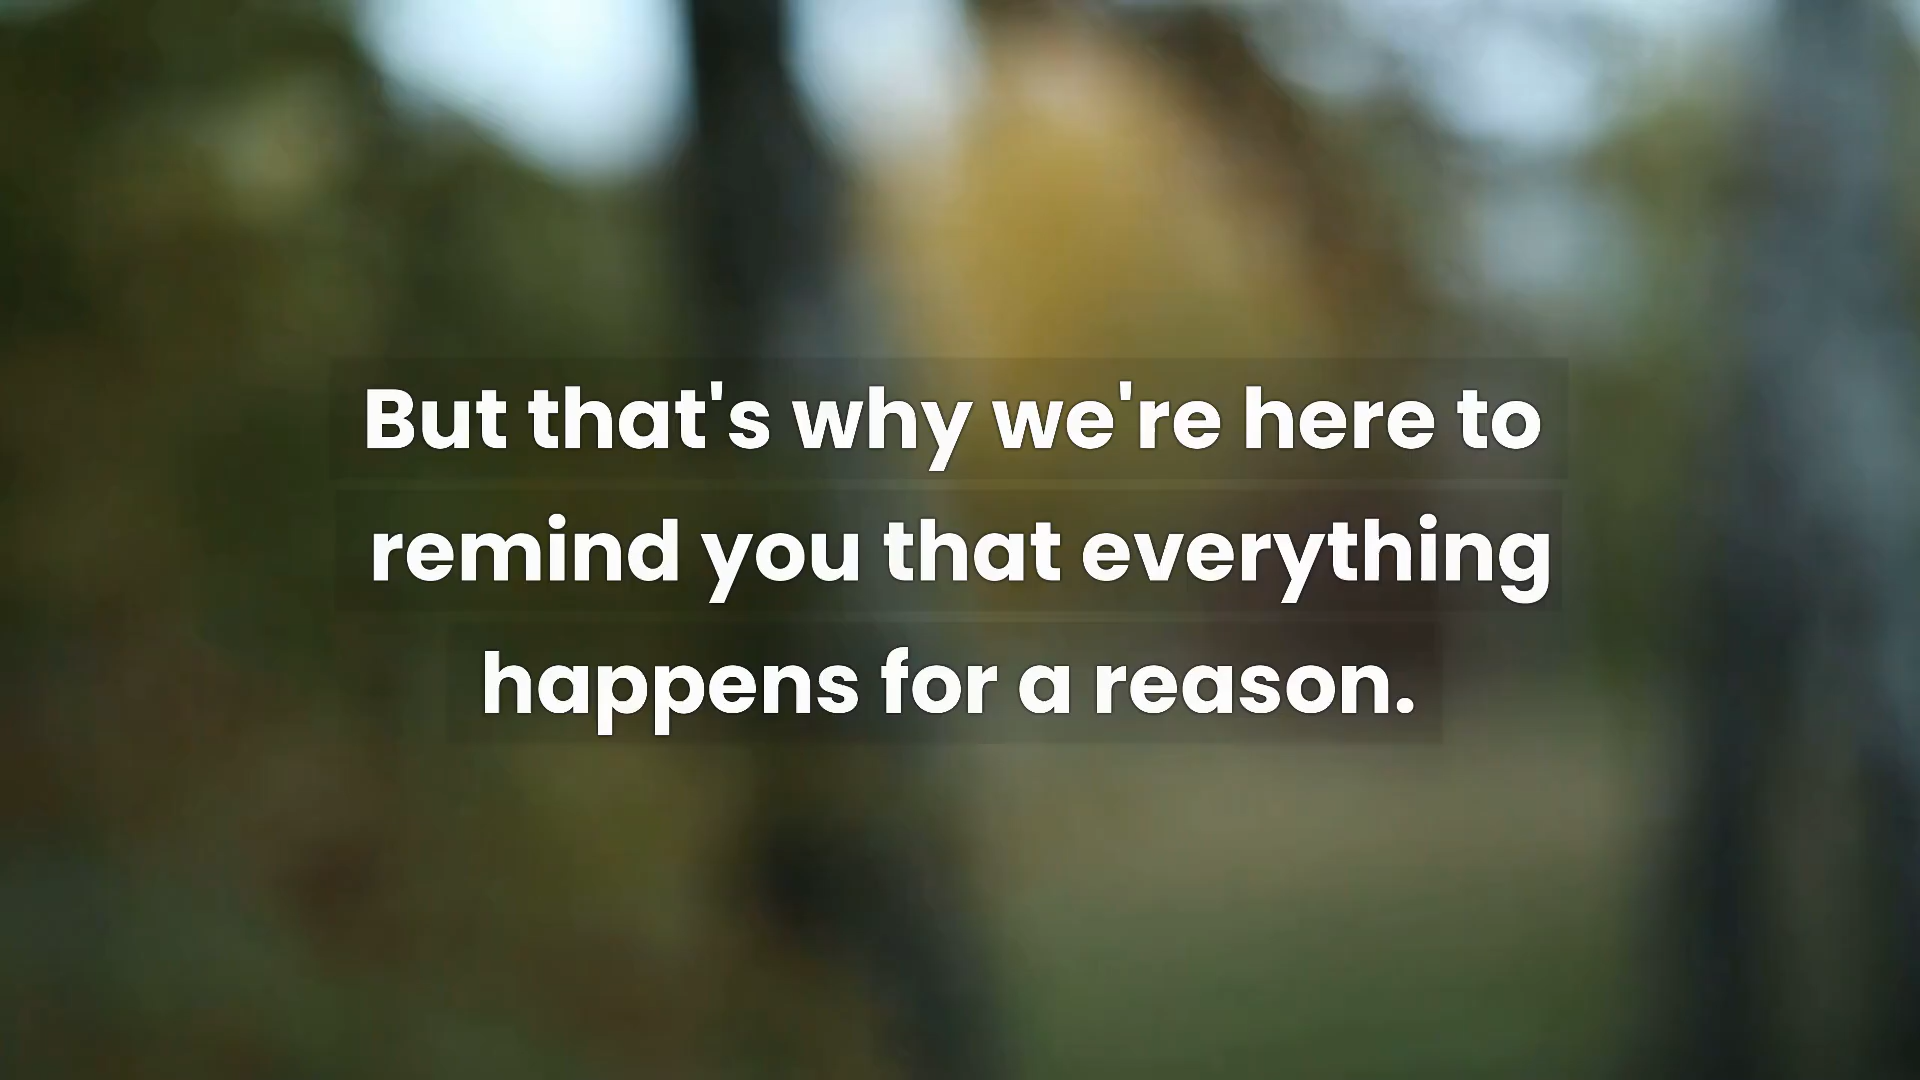 But that's why we're here to
remind you that everything
happens for a reason.